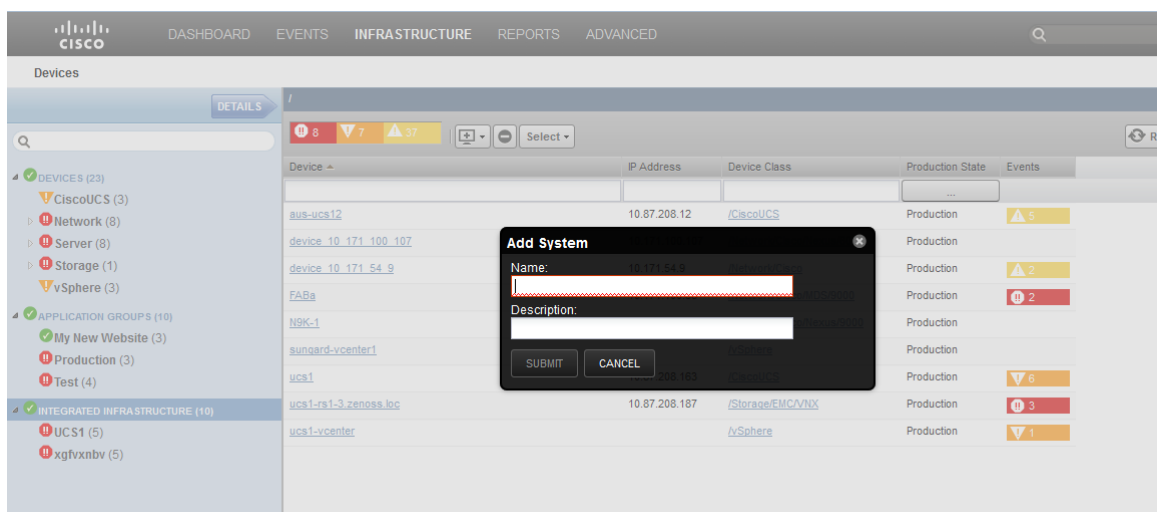 CISCO DASHBOARD EVENTS INFRASTRUCTURE REPORTS ADVANCED
Devices
DETAILS /
8 7 37 Select R
Device IP Address Device Class Production State Events
DEVICES (23)
...
CiscoUCS (3)
aus-ucs12 10.87.208.12 /CiscoUCS Production 5
Network (8)
Server (8)
device_10_171_100_107 Production
Storage (1)
device_10_171_54_9 10.171.54.9 Production 2
vSphere (3)
FABa Production 2
APPLICATION GROUPS (10)
N9K-1 Production
My New Website (3)
sungard-vcenter1 /vSphere Production
Production (3)
ucs1 Production 6
Test (4)
ucs1-rs1-3.zenoss.loc 10.87.208.187 /Storage/EMC/VNX Production 3
INTEGRATED INFRASTRUCTURE (10)
ucs1-vcenter /vSphere Production 1
UCS1 (5)
xgfvxnbv (5)
Add System
Name:
Description:
SUBMIT CANCEL